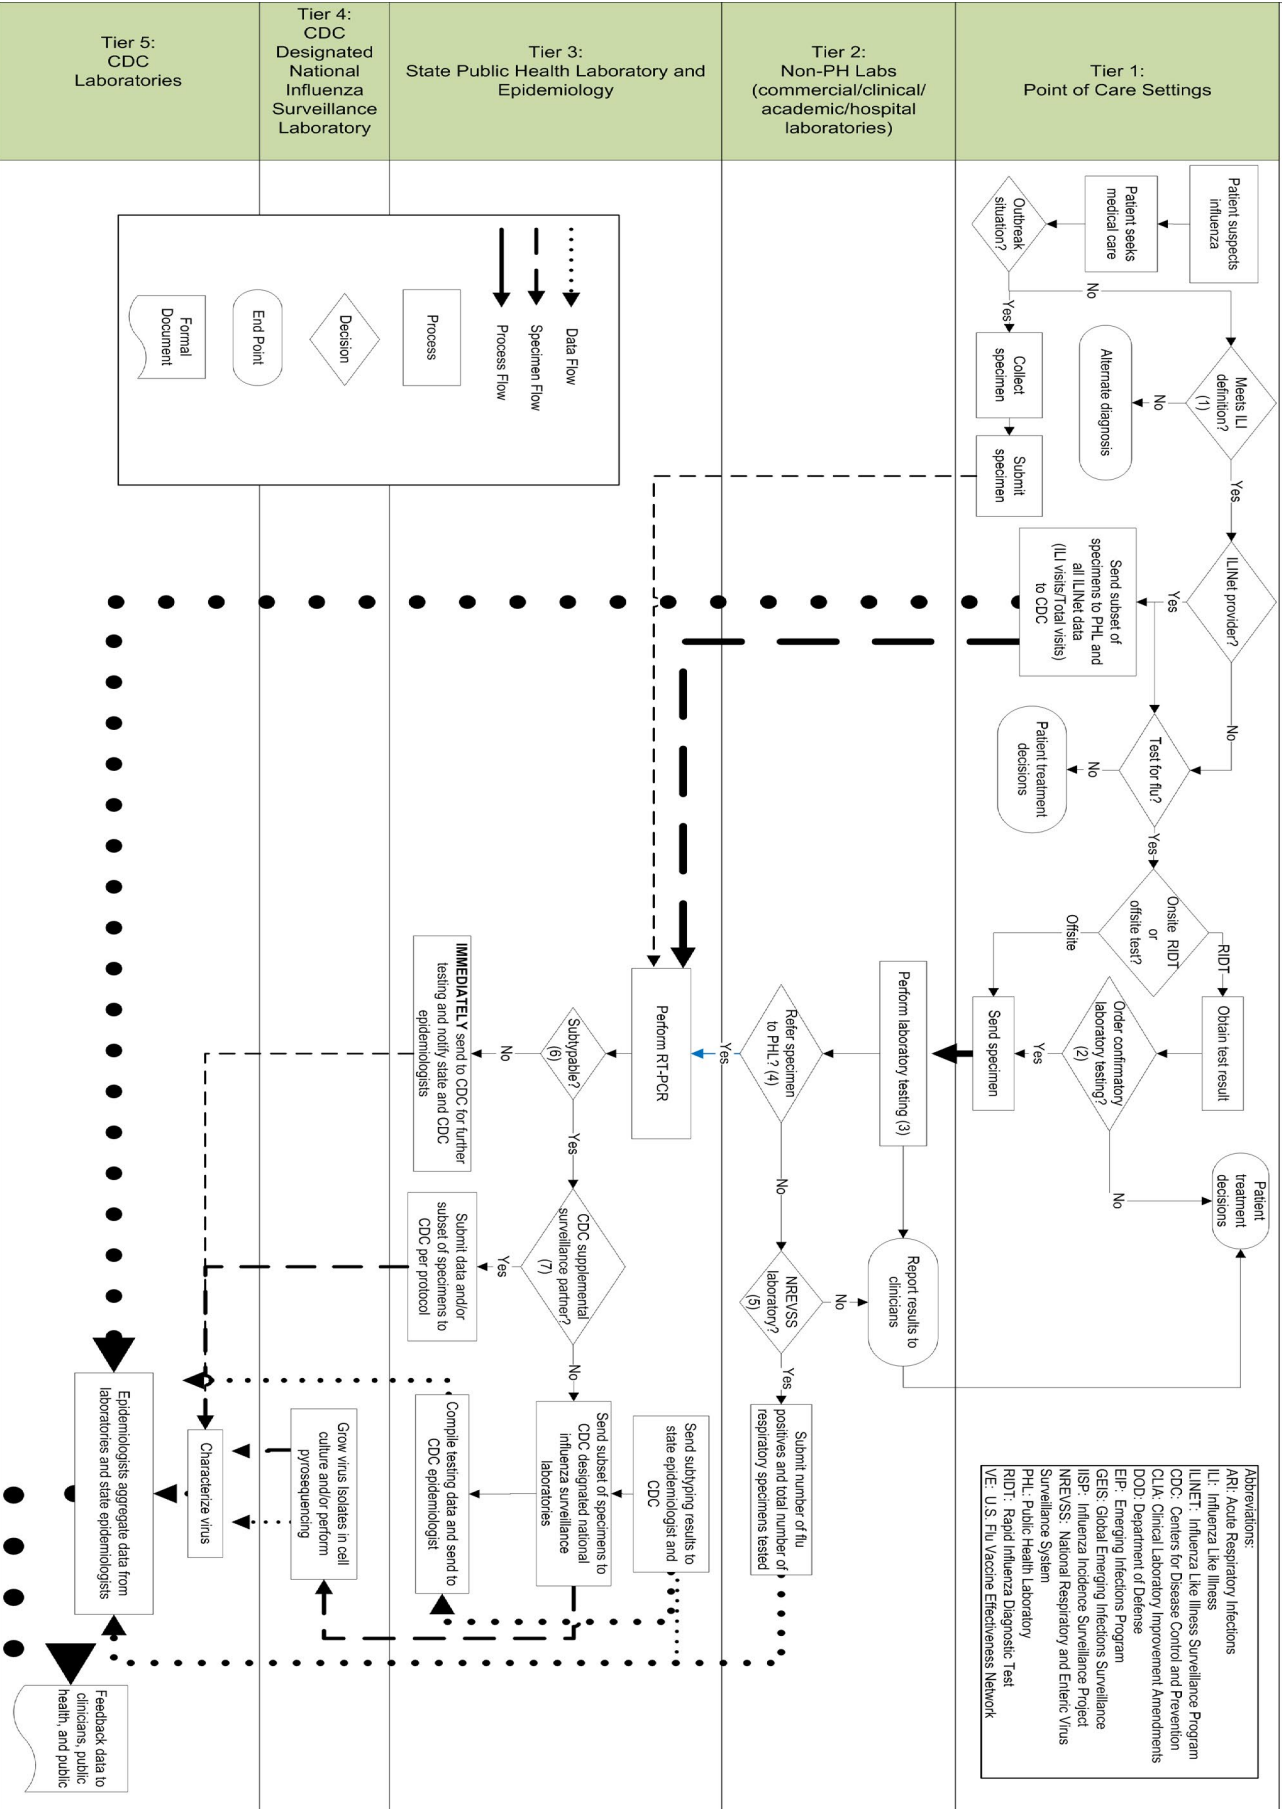 Tier 5:
CDC
Laboratories
Tier 4:
CDC
Designated
National
Influenza
Surveillance
Laboratory
Tier 3:
State Public Health Laboratory and
Epidemiology
Tier 2:
Non-PH Labs
(commercial/clinical/
academic/hospital
laboratories)
Tier 1:
Point of Care Settings
Patient suspects
influenza
Patient seeks
medical care
Outbreak
situation?
No
Yes
Collect
specimen
Submit
specimen
Meets ILI
definition?
(1)
No
Alternate diagnosis
Yes
ILINet provider?
Yes
Send subset of
specimens to PHL and
all ILINet data
(ILI visits/Total visits)
to CDC
No
Test for flu?
No
Patient treatment
decisions
Yes
Onsite RIDT
or
offsite test?
Offsite
RIDT
Obtain test result
Order confirmatory
laboratory testing?
(2)
Yes
Send specimen
No
Patient
treatment
decisions
Perform laboratory testing (3)
Refer specimen
to PHL? (4)
Yes
No
NREVSS
laboratory?
(5)
No
Report results to
clinicians
Yes
Submit number of flu
positives and total number of
respiratory specimens tested
Perform RT-PCR
Subtypable?
(6)
No
IMMEDIATELY send to CDC for further
testing and notify state and CDC
epidemiologists
Yes
CDC supplemental
surveillance partner?
(7)
Yes
Submit data and/or
subset of specimens to
CDC per protocol
No
Send subtyping results to
state epidemiologist and
CDC
Send subset of specimens to
CDC designated national
influenza surveillance
laboratories
Compile testing data and send to
CDC epidemiologist
Grow virus Isolates in cell
culture and/or perform
pyrosequencing
Characterize virus
Epidemiologists aggregate data from
laboratories and state epidemiologists
Feedback data to
clinicians, public
health, and public
Data Flow
Specimen Flow
Process Flow
Process
Decision
End Point
Formal
Document
Abbreviations:
ARI: Acute Respiratory Infections
ILI: Influenza Like Illness
ILINET: Influenza Like Illness Surveillance Program
CDC: Centers for Disease Control and Prevention
CLIA: Clinical Laboratory Improvement Amendments
DOD: Department of Defense
EIP: Emerging Infections Program
GEIS: Global Emerging Infections Surveillance
IISP: Influenza Incidence Surveillance Project
NREVSS: National Respiratory and Enteric Virus
Surveillance System
PHL: Public Health Laboratory
RIDT: Rapid Influenza Diagnostic Test
VE: U.S. Flu Vaccine Effectiveness Network